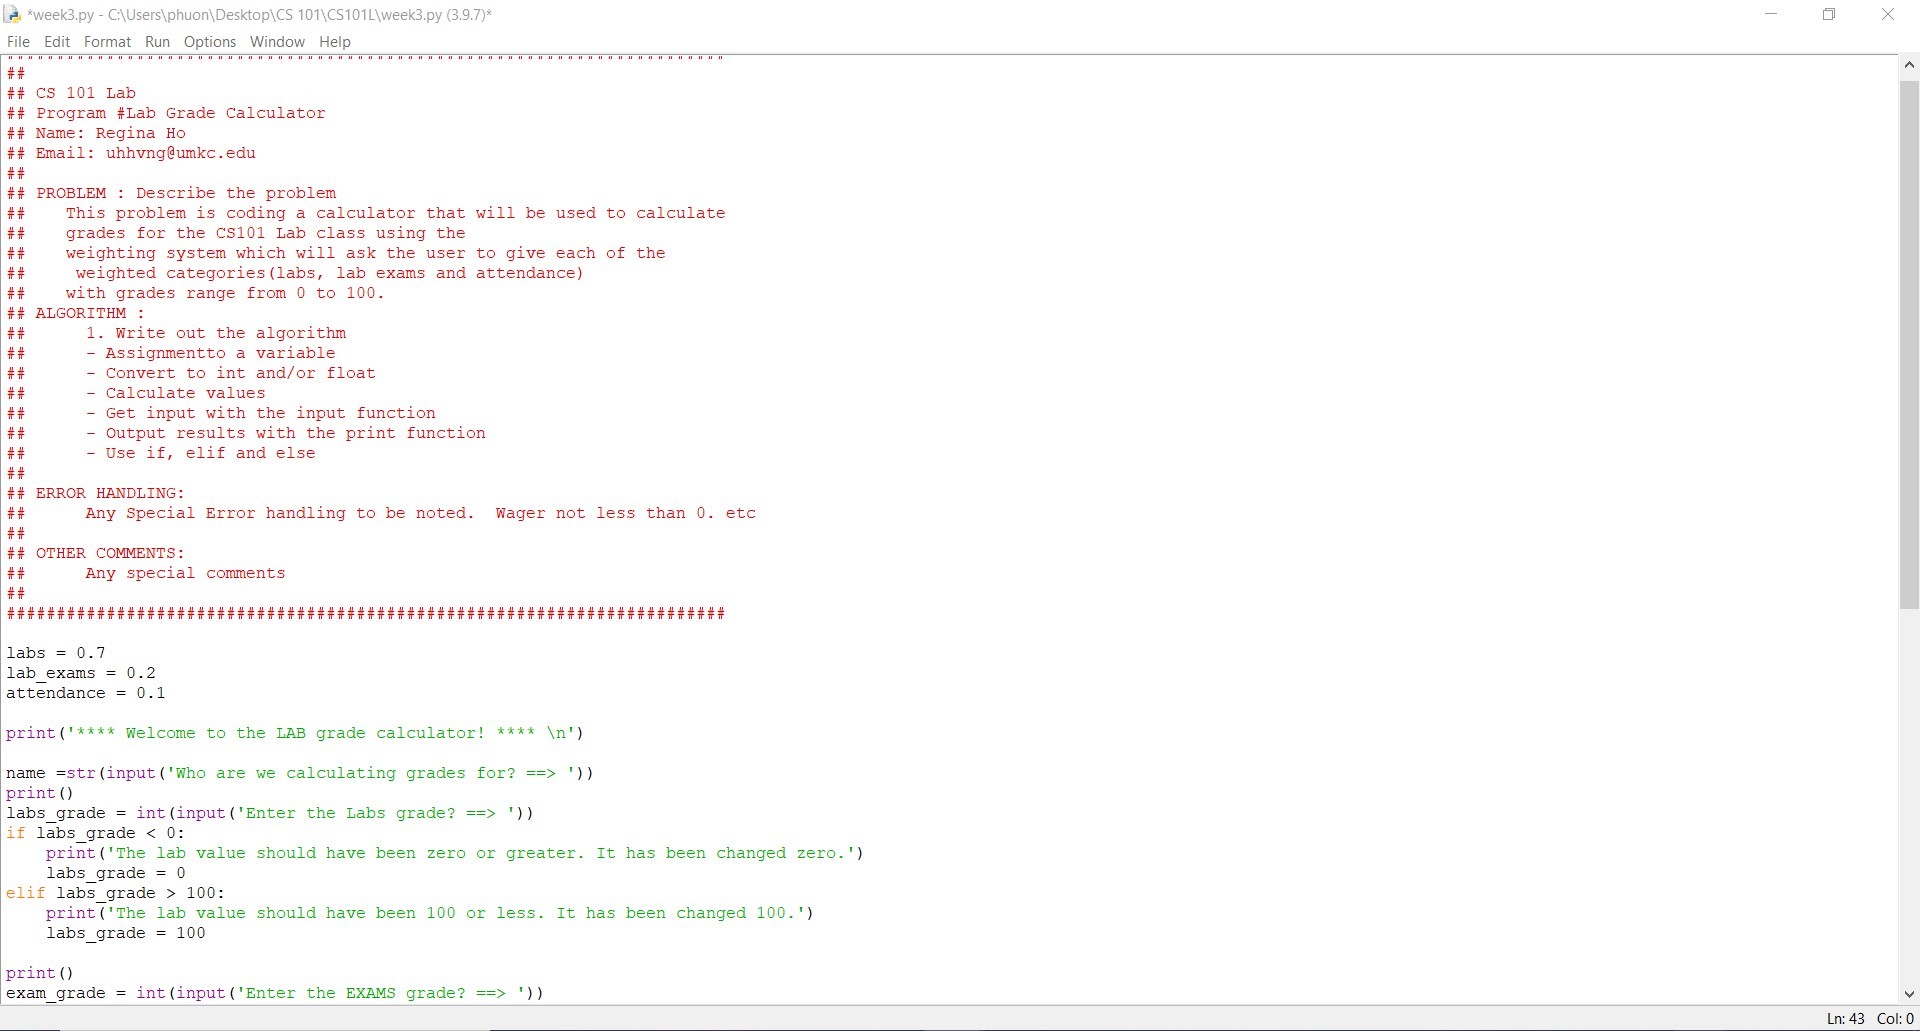 *week3.py - C:\Users\phuon\Desktop\CS 101\CS101L\week3.py (3.9.7)*
File Edit Format Run Options Window Help
##
## CS 101 Lab
## Program #Lab Grade Calculator
## Name: Regina Ho
## Email: uhhvng@umkc.edu
##
## PROBLEM : Describe the problem
##    This problem is coding a calculator that will be used to calculate
##    grades for the CS101 Lab class using the
##    weighting system which will ask the user to give each of the
##     weighted categories(labs, lab exams and attendance)
##    with grades range from 0 to 100.
## ALGORITHM :
##      1. Write out the algorithm
##      - Assignmentto a variable
##      - Convert to int and/or float
##      - Calculate values
##      - Get input with the input function
##      - Output results with the print function
##      - Use if, elif and else
##
## ERROR HANDLING:
##      Any Special Error handling to be noted.  Wager not less than 0. etc
##
## OTHER COMMENTS:
##      Any special comments
##
########################################################################
labs = 0.7
lab_exams = 0.2
attendance = 0.1
print('**** Welcome to the LAB grade calculator! **** \n')
name =str(input('Who are we calculating grades for? ==> '))
print()
labs_grade = int(input('Enter the Labs grade? ==> '))
if labs_grade < 0:
    print('The lab value should have been zero or greater. It has been changed zero.')
    labs_grade = 0
elif labs_grade > 100:
    print('The lab value should have been 100 or less. It has been changed 100.')
    labs_grade = 100
print()
exam_grade = int(input('Enter the EXAMS grade? ==> '))
Ln: 43 Col: 0